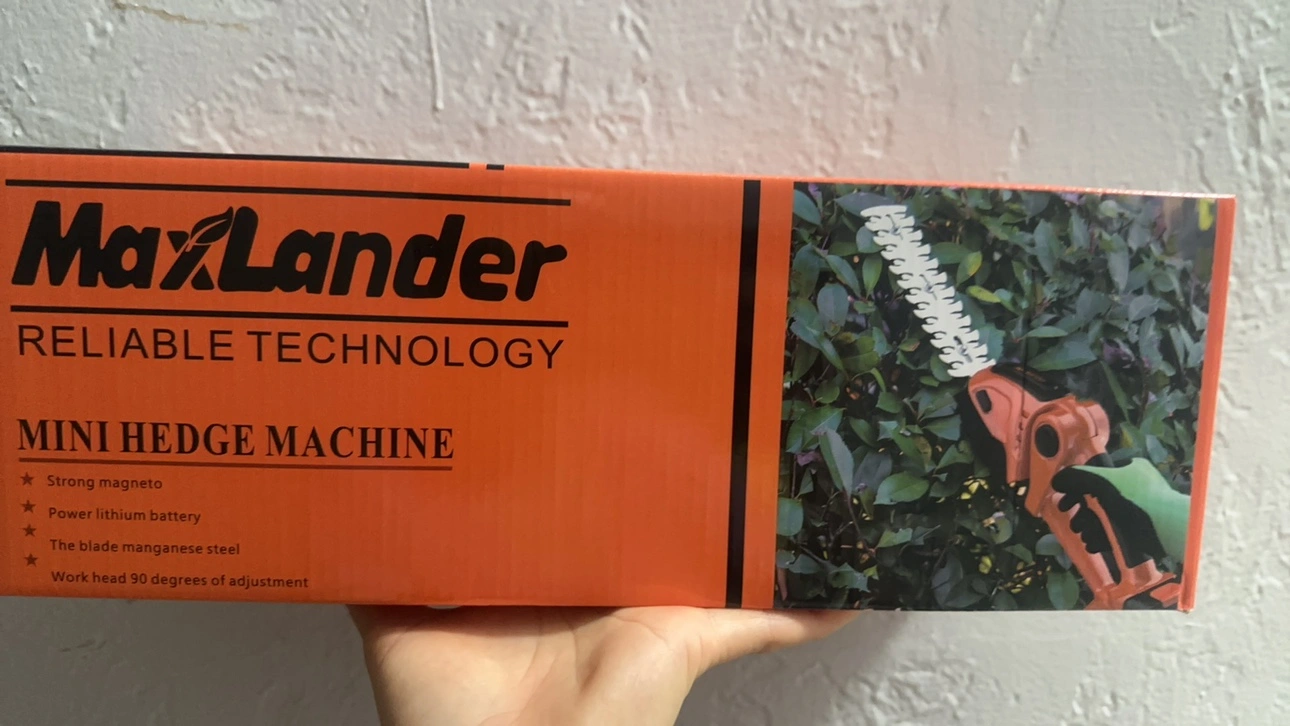 MaxLander
RELIABLE TECHNOLOGY
MINI HEDGE MACHINE
Strong magneto
Power lithium battery
The blade manganese steel
Work head 90 degrees of adjustment